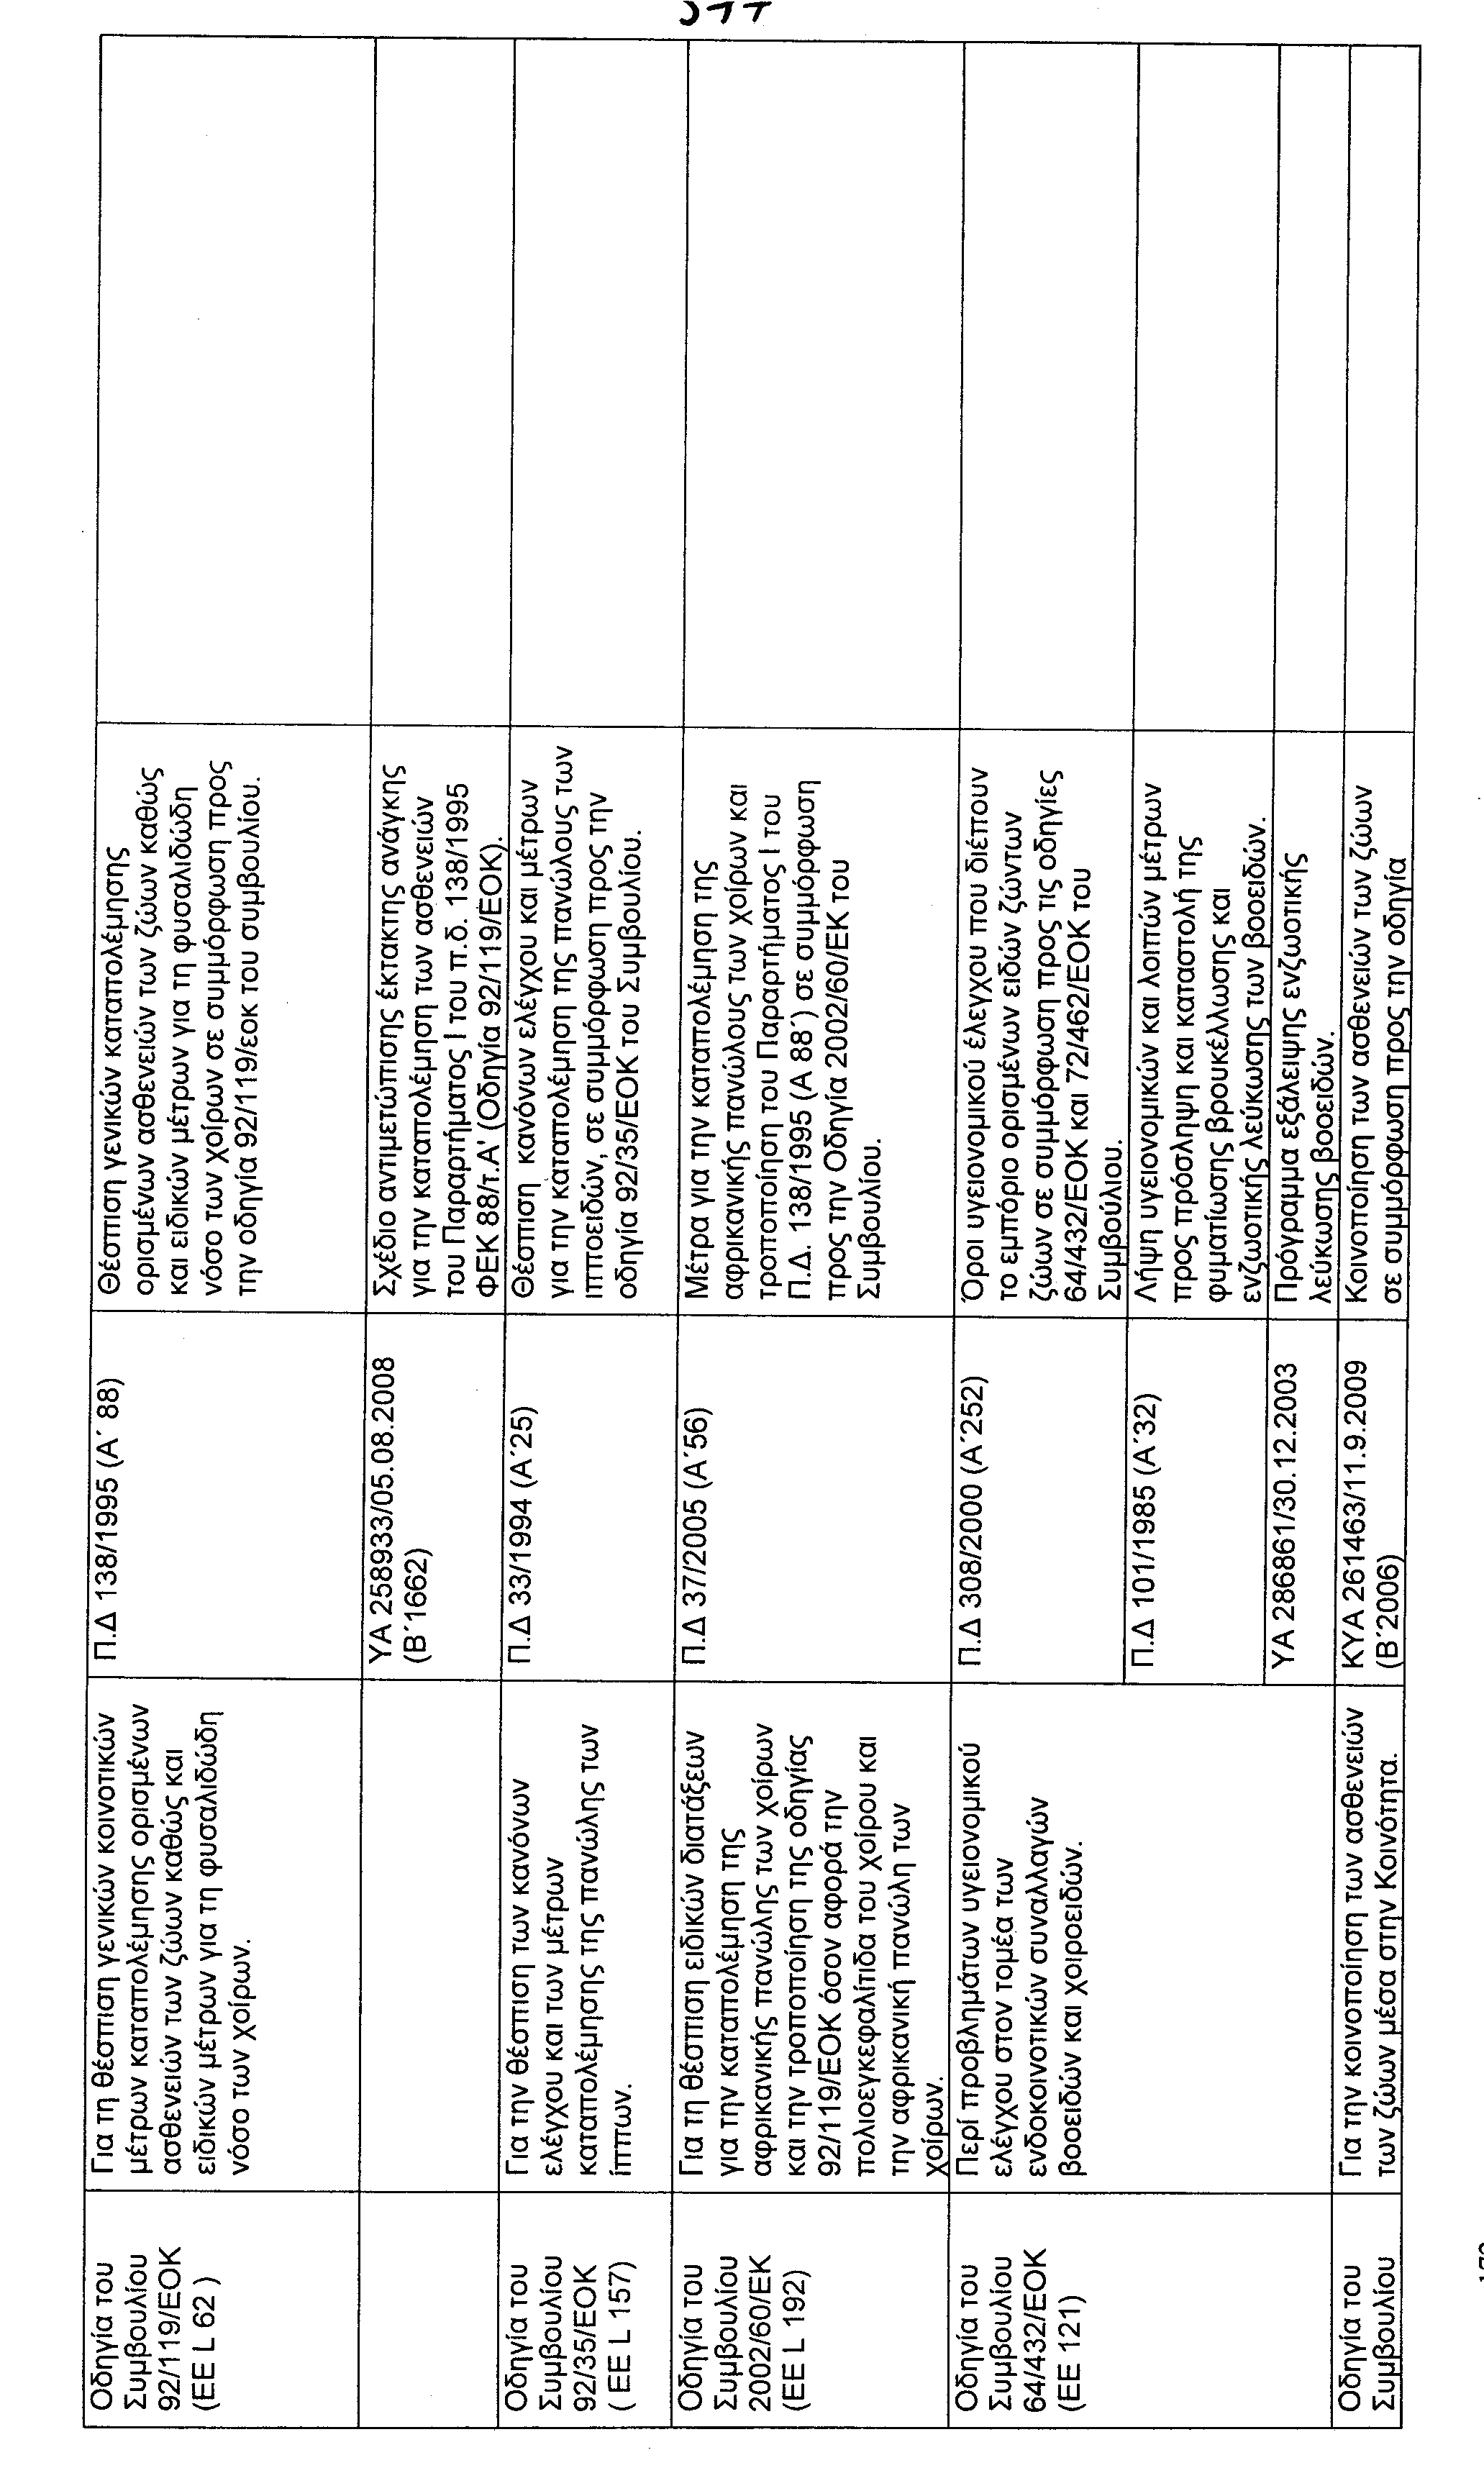 Οδηγία του
Συμβουλίου
92/119/ΕΟΚ
(ΕΕ L 62 )
Για τη θέσπιση γενικών κοινοτικών
μέτρων καταπολέμησης ορισμένων
ασθενειών των ζώων καθώς και
ειδικών μέτρων για τη φυσαλιδώδη
νόσο των χοίρων.
Π.Δ 138/1995 (Α΄ 88)
Θέσπιση γενικών καταπολέμησης
ορισμένων ασθενειών των ζώων καθώς
και ειδικών μέτρων για τη φυσαλιδώδη
νόσο των χοίρων σε συμμόρφωση προς
την οδηγία 92/119/εοκ του συμβουλίου.
ΥΑ 258933/05.08.2008
(Β΄1662)
Σχέδιο αντιμετώπισης έκτακτης ανάγκης
για την καταπολέμηση των ασθενειών
του Παραρτήματος Ι του π.δ. 138/1995
ΦΕΚ 88/τ.Α' (Οδηγία 92/119/ΕΟΚ).
Οδηγία του
Συμβουλίου
92/35/ΕΟΚ
( ΕΕ L 157)
Για την θέσπιση των κανόνων
ελέγχου και των μέτρων
καταπολέμησης της πανώλης των
ίππων.
Π.Δ 33/1994 (Α΄25)
Θέσπιση κανόνων ελέγχου και μέτρων
για την καταπολέμηση της πανώλους των
ιπποειδών, σε συμμόρφωση προς την
οδηγία 92/35/ΕΟΚ του Συμβουλίου.
Οδηγία του
Συμβουλίου
2002/60/ΕΚ
(ΕΕ L 192)
Για τη θέσπιση ειδικών διατάξεων
για την καταπολέμηση της
αφρικανικής πανώλης των χοίρων
και την τροποποίηση της οδηγίας
92/119/ΕΟΚ όσον αφορά την
πολιοεγκεφαλίτιδα του χοίρου και
την αφρικανική πανώλη των
χοίρων.
Π.Δ 37/2005 (Α΄56)
Μέτρα για την καταπολέμηση της
αφρικανικής πανώλους των χοίρων και
τροποποίηση του Παραρτήματος Ι του
Π.Δ. 138/1995 (Α 88΄) σε συμμόρφωση
προς την Οδηγία 2002/60/ΕΚ του
Συμβουλίου.
Οδηγία του
Συμβουλίου
64/432/ΕΟΚ
(ΕΕ 121)
Περί προβλημάτων υγειονομικού
ελέγχου στον τομέα των
ενδοκοινοτικών συναλλαγών
βοοειδών και χοιροειδών.
Π.Δ 308/2000 (Α΄252)
Όροι υγειονομικού έλεγχου που διέπουν
το εμπόριο ορισμένων ειδών ζώντων
ζώων σε συμμόρφωση προς τις οδηγίες
64/432/ΕΟΚ και 72/462/ΕΟΚ του
Συμβούλιου.
Π.Δ 101/1985 (Α΄32)
Λήψη υγειονομικών και λοιπών μέτρων
προς πρόσληψη και καταστολή της
φυματίωσης βρουκέλλωσης και
ενζωοτικής λεύκωσης των βοοειδών.
ΥΑ 286861/30.12.2003
Πρόγραμμα εξάλειψης ενζωοτικής
λεύκωσης βοοειδών.
Οδηγία του
Συμβουλίου
Για την κοινοποίηση των ασθενειών
των ζώων μέσα στην Κοινότητα.
ΚΥΑ 261463/11.9.2009
(Β΄2006)
Κοινοποίηση των ασθενειών των ζώων
σε συμμόρφωση προς την οδηγία